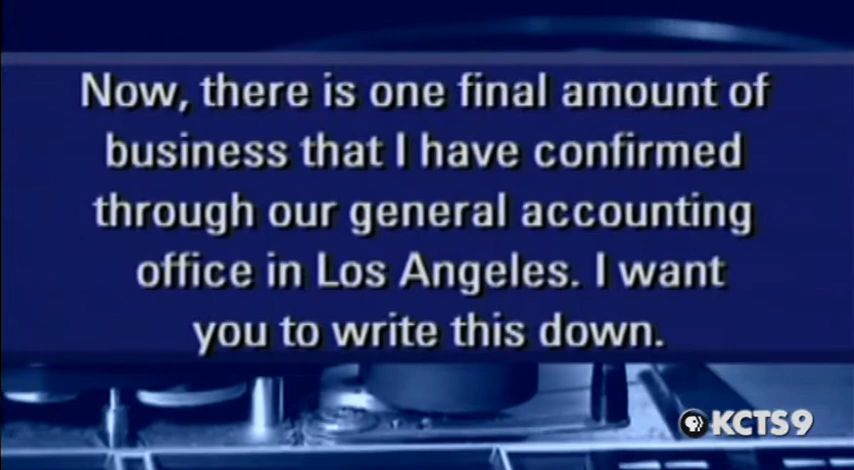 Now, there is one final amount of
business that I have confirmed
through our general accounting
office in Los Angeles. I want
you to write this down.
KCTS9